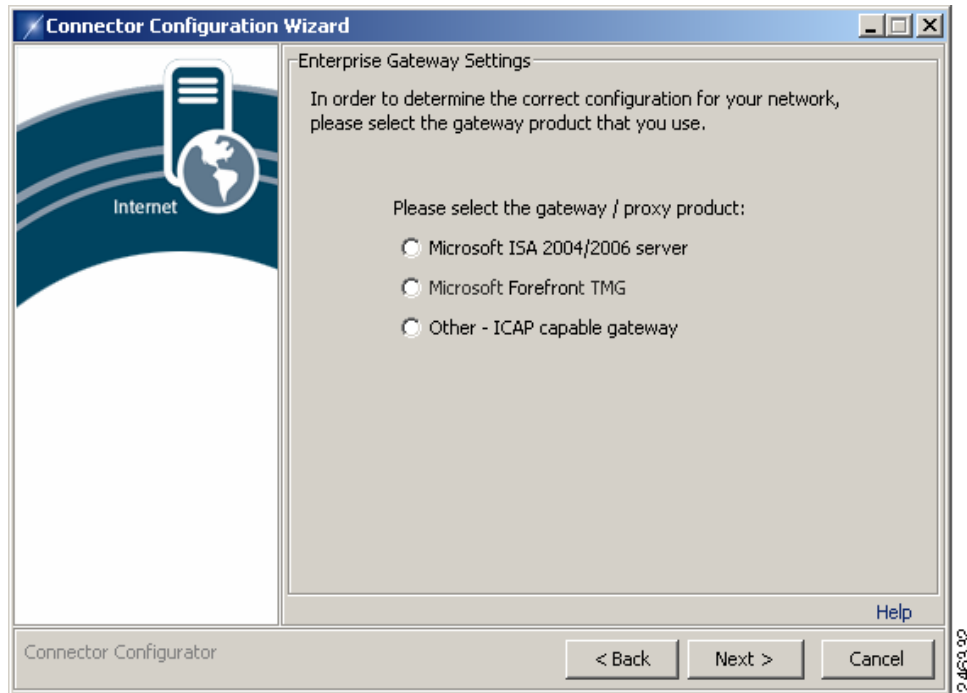 Connector Configuration Wizard
Enterprise Gateway Settings
In order to determine the correct configuration for your network,
please select the gateway product that you use.
Internet
Please select the gateway / proxy product:
Microsoft ISA 2004/2006 server
Microsoft Forefront TMG
Other - ICAP capable gateway
Help
Connector Configurator
< Back
Next >
Cancel